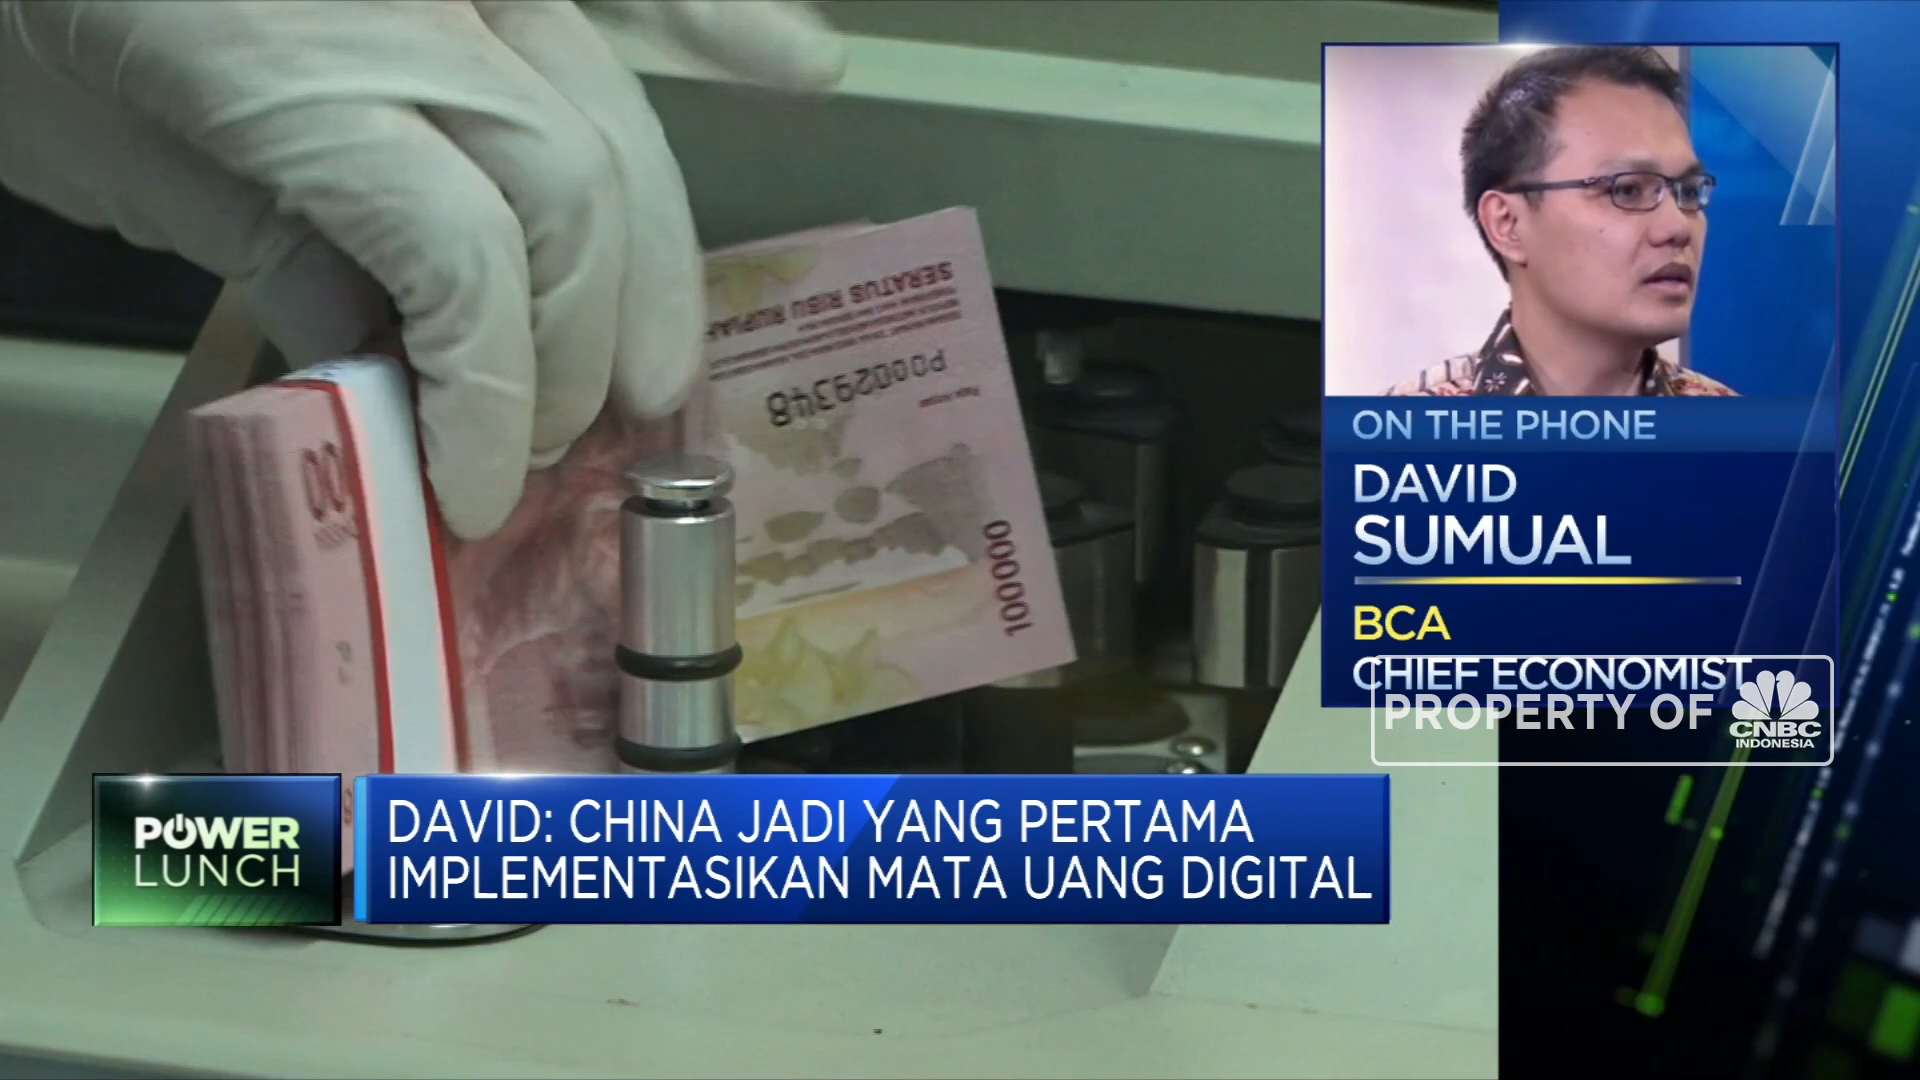 ON THE PHONE
DAVID
SUMUAL
BCA
CHIEF ECONOMIST
PROPERTY OF CNBC
INDONESIA
SERATUS RIBU RUPIAH
P00029348
100000
POWER
LUNCH
DAVID: CHINA JADI YANG PERTAMA
IMPLEMENTASIKAN MATA UANG DIGITAL